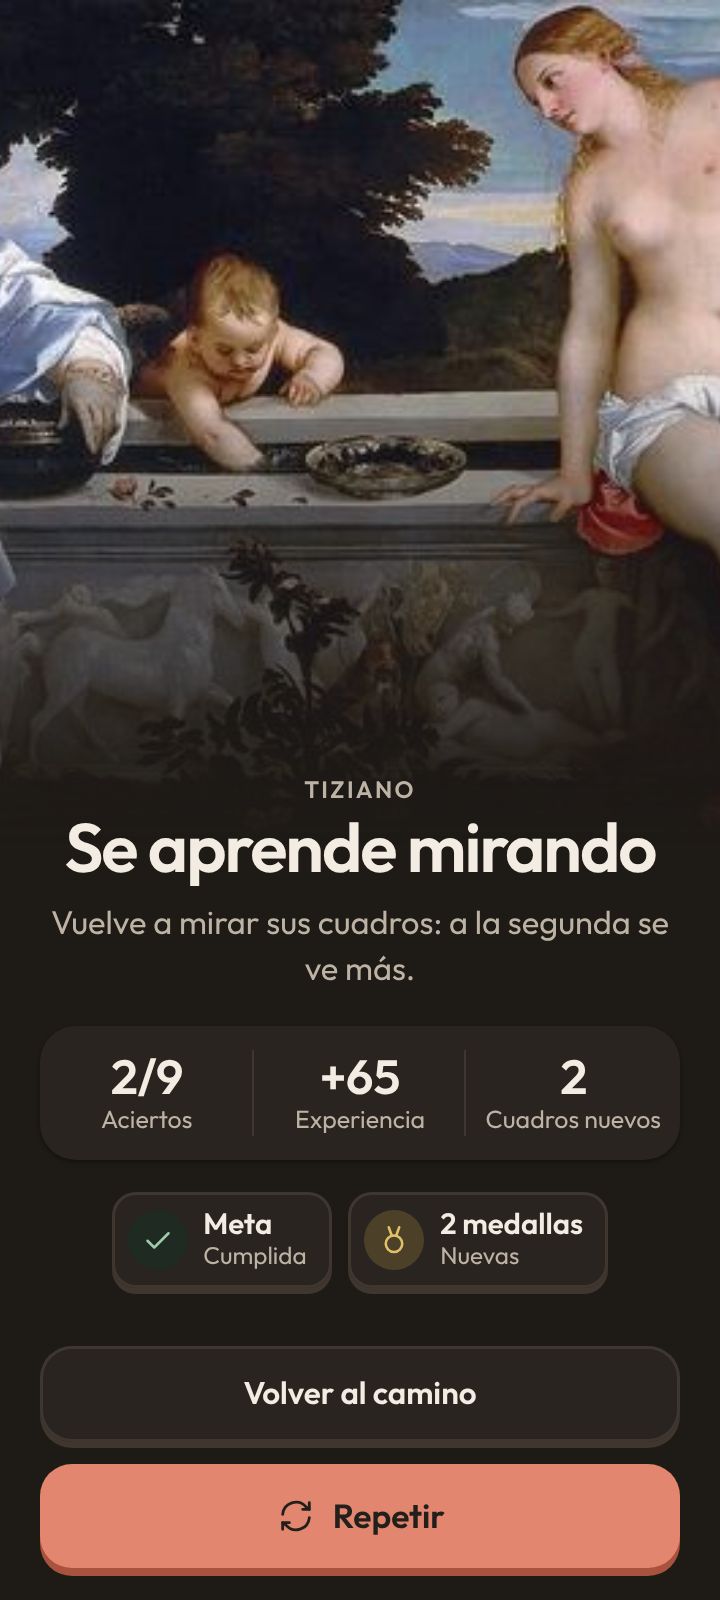 TIZIANO
Se aprende mirando
Vuelve a mirar sus cuadros: a la segunda se
ve más.
2/9
Aciertos
+65
Experiencia
2
Cuadros nuevos
Meta
Cumplida
2 medallas
Nuevas
Volver al camino
Repetir